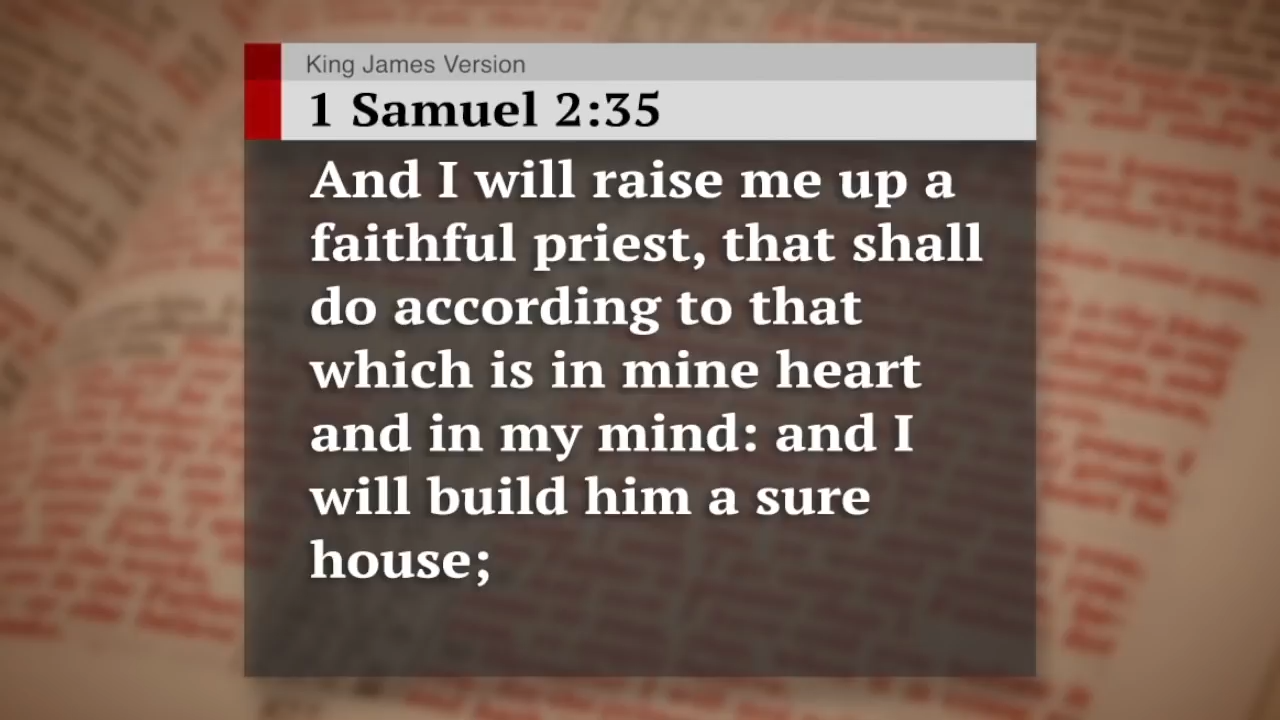 King James Version
1 Samuel 2:35
And I will raise me up a
faithful priest, that shall
do according to that
which is in mine heart
and in my mind: and I
will build him a sure
house;